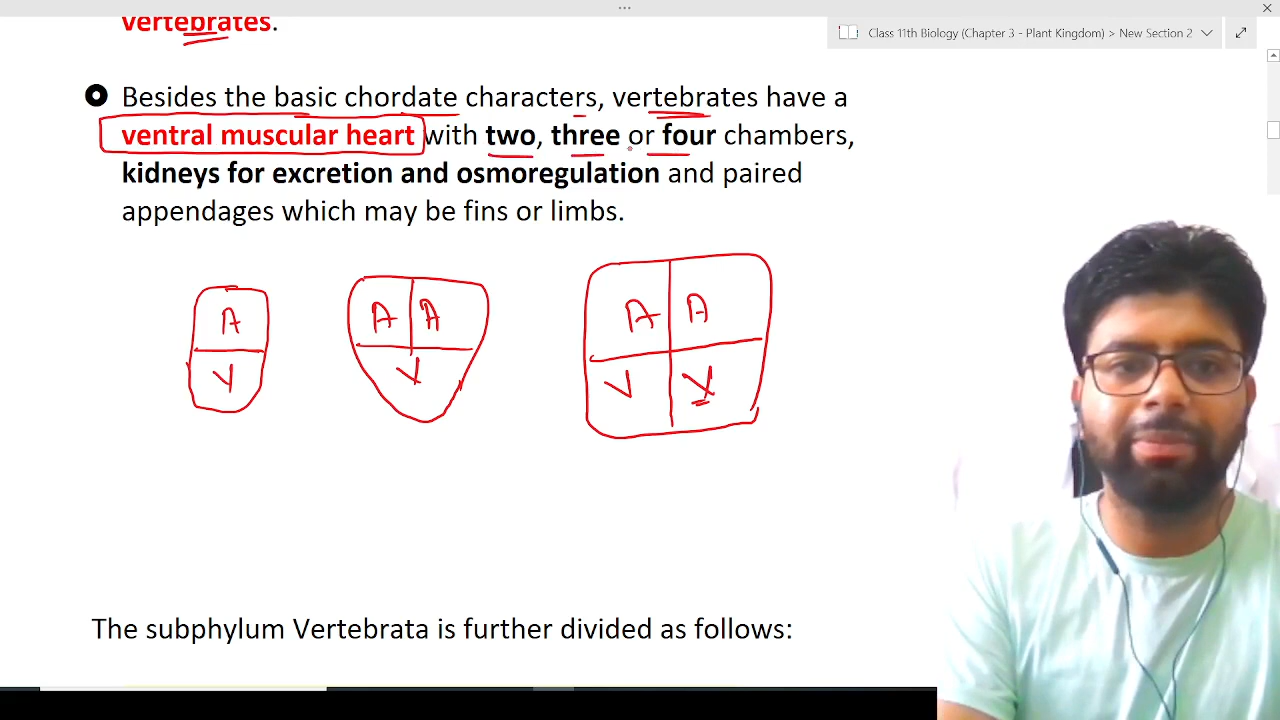 vertebrates.
Class 11th Biology (Chapter 3 - Plant Kingdom) > New Section 2
Besides the basic chordate characters, vertebrates have a
ventral muscular heart with two, three or four chambers,
kidneys for excretion and osmoregulation and paired
appendages which may be fins or limbs.
A
V
A A
V
A A
V V
The subphylum Vertebrata is further divided as follows: